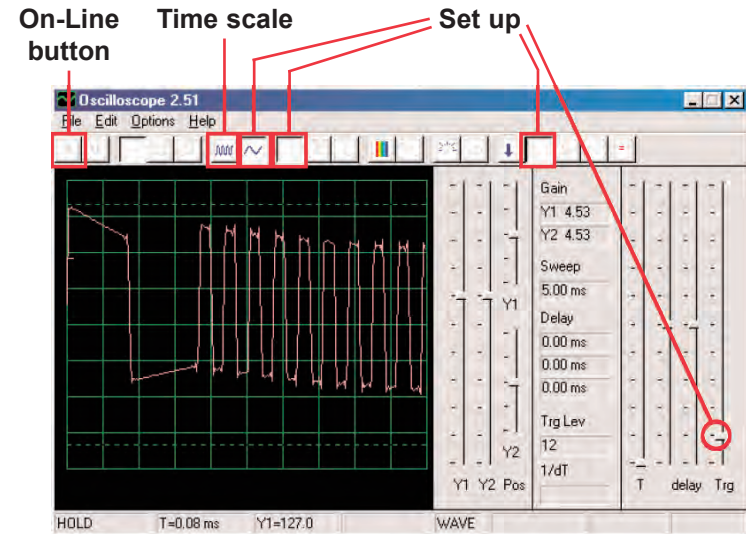 On-Line
button
Time scale
Set up
Oscilloscope 2.51
File Edit Options Help
Gain
Y1 4.53
Y2 4.53
Sweep
5.00 ms
Delay
0.00 ms
0.00 ms
0.00 ms
Trg Lev
12
1/dT
Y1
Y2
Y1 Y2 Pos
T delay Trg
HOLD T=0.08 ms Y1=127.0 WAVE